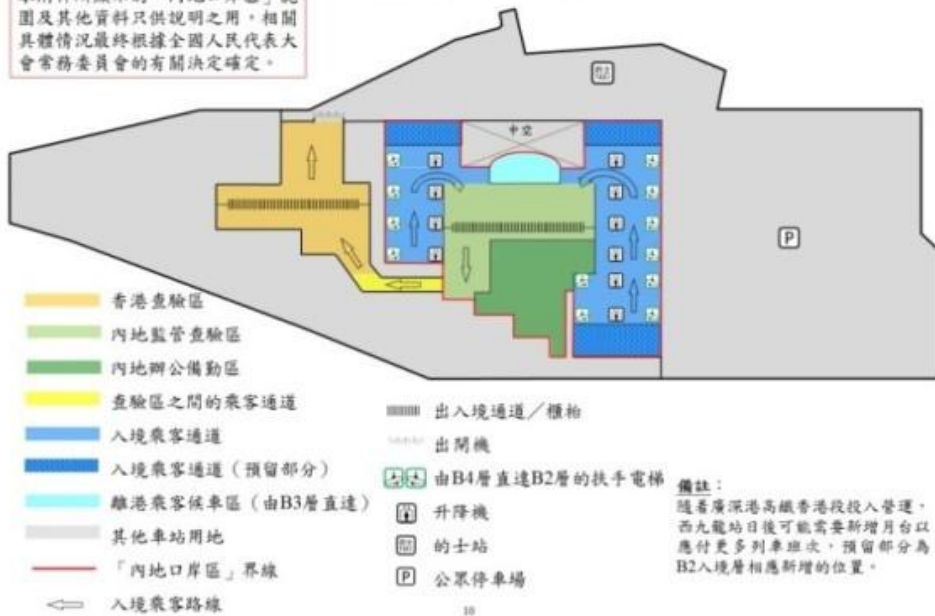 圍及其他資料只供說明之用，相關
具體情況最終根據全國人民代表大
會常務委員會的有關決定確定。
的士
中空
P
香港查驗區
內地監管查驗區
內地辦公備勤區
查驗區之間的乘客通道
入境乘客通道
入境乘客通道（預留部分）
離港乘客候車區（由B3層直達）
其他車站用地
「內地口岸區」界線
入境乘客路線
出入境通道／櫃枱
出閘機
由B4層直達B2層的扶手電梯
升降機
的士站
P 公眾停車場
備註：
隨着廣深港高鐵香港段投入營運，
西九龍站日後可能需要新增月台以
應付更多列車班次，預留部分為
B2入境層相應新增的位置。
10